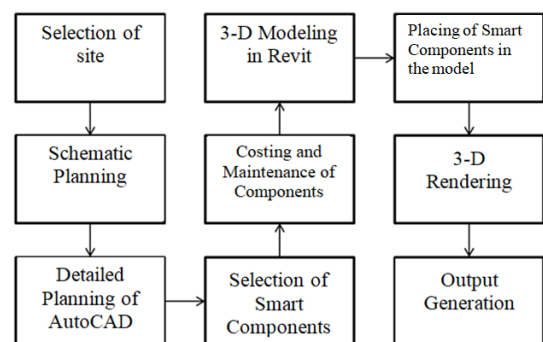 Selection of
site
Schematic
Planning
Detailed
Planning of
AutoCAD
Selection of
Smart
Components
Costing and
Maintenance of
Components
3-D Modeling
in Revit
Placing of Smart
Components in
the model
3-D
Rendering
Output
Generation